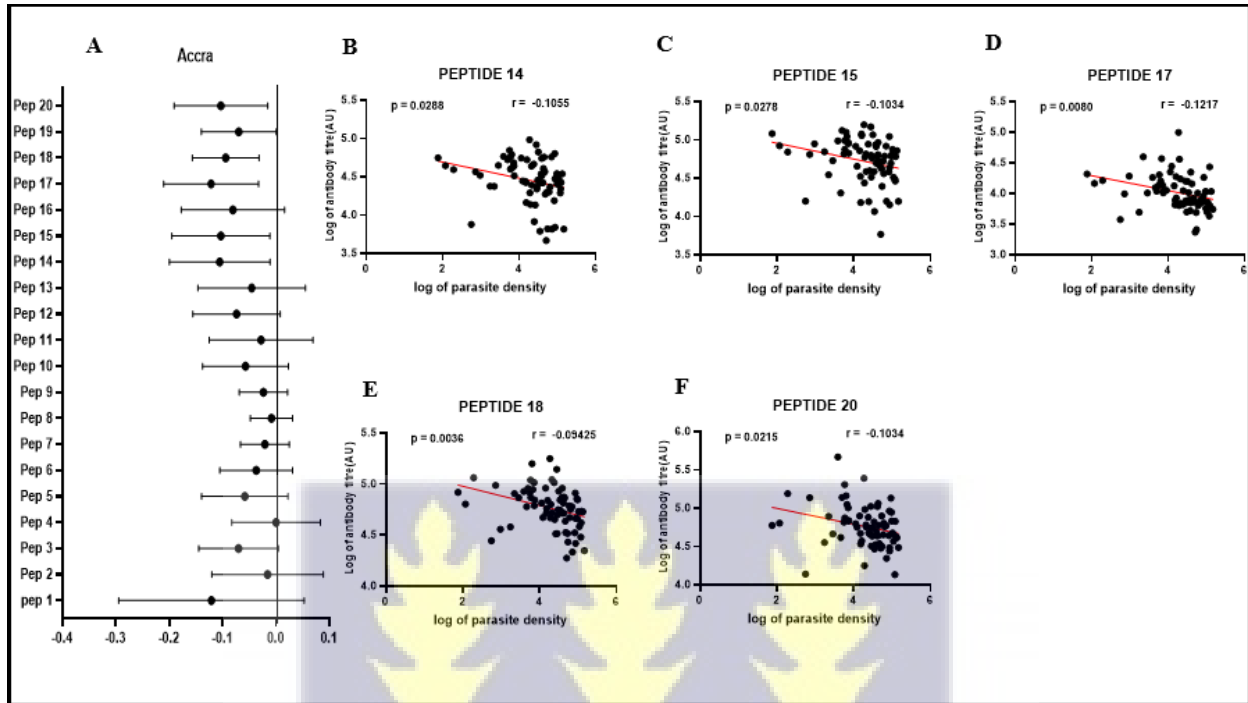 A
Accra
Pep 20
Pep 19
Pep 18
Pep 17
Pep 16
Pep 15
Pep 14
Pep 13
Pep 12
Pep 11
Pep 10
Pep 9
Pep 8
Pep 7
Pep 6
Pep 5
Pep 4
Pep 3
Pep 2
pep 1
-0.4 -0.3 -0.2 -0.1 0.0 0.1
B
PEPTIDE 14
p = 0.0288 r = -0.1055
Log of antibody titre(AU)
5.5
5.0
4.5
4.0
3.5
0 2 4 6
log of parasite density
C
PEPTIDE 15
p = 0.0278 r = -0.1034
Log of antibody titre(AU)
5.5
5.0
4.5
4.0
3.5
0 2 4 6
log of parasite density
D
PEPTIDE 17
p = 0.0080 r = -0.1217
Log of antibody titre(AU)
5.5
5.0
4.5
4.0
3.5
3.0
0 2 4 6
log of parasite density
E
PEPTIDE 18
p = 0.0036 r = -0.09425
Log of antibody titre(AU)
5.5
5.0
4.5
4.0
0 2 4 6
log of parasite density
F
PEPTIDE 20
p = 0.0215 r = -0.1034
Log of antibody titre(AU)
6.0
5.5
5.0
4.5
4.0
0 2 4 6
log of parasite density